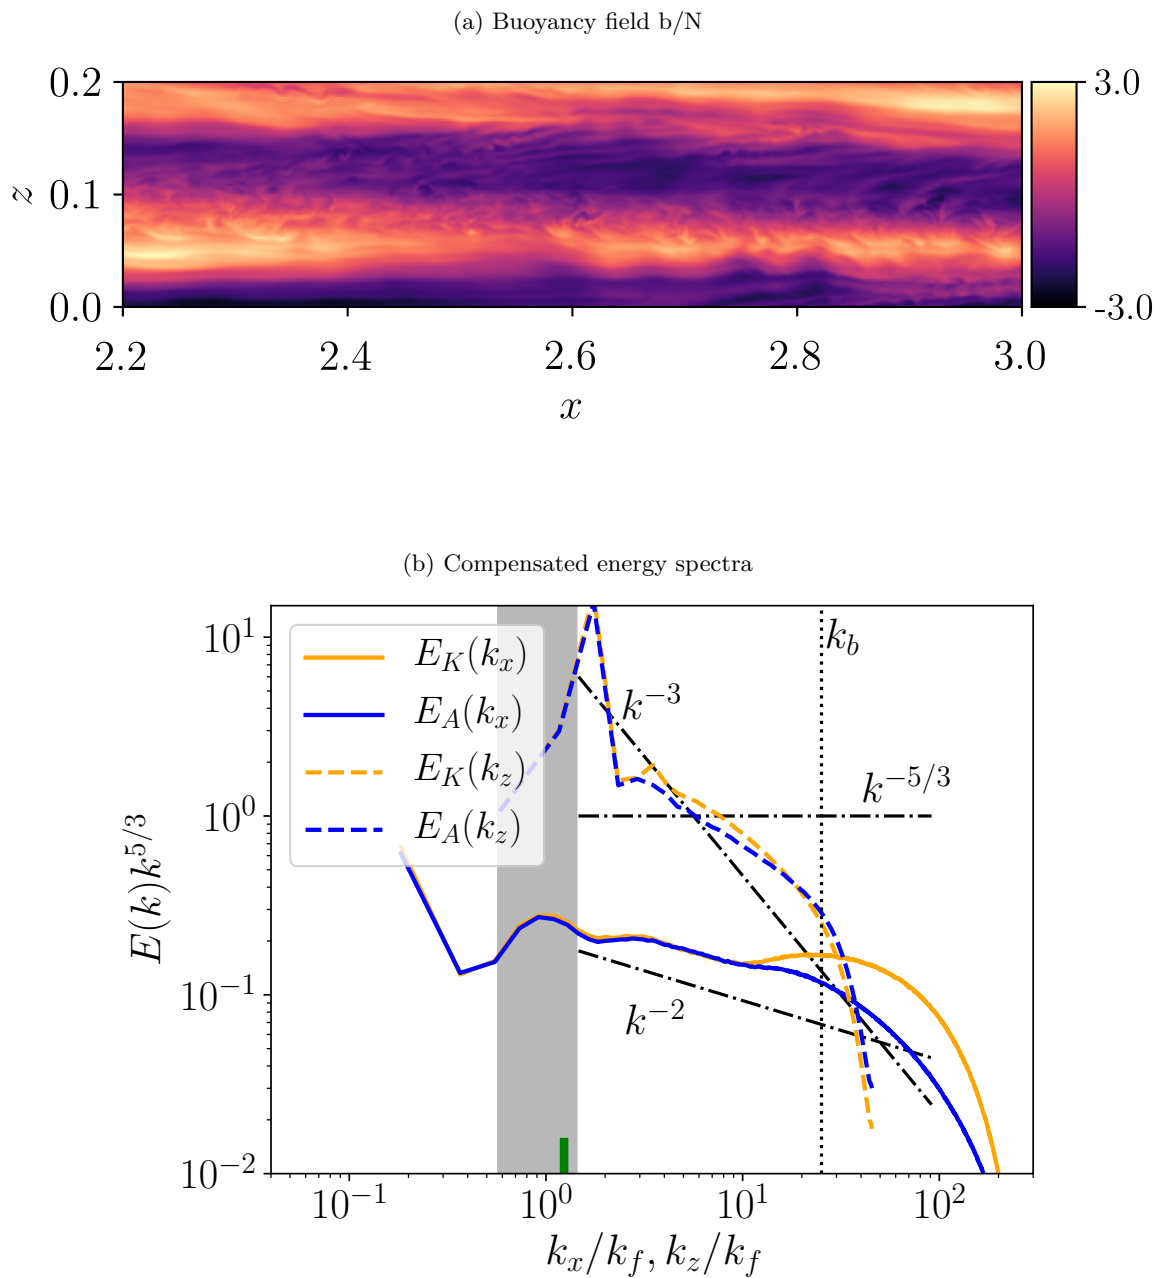 (a) Buoyancy field b/N
0.2
0.1
0.0
z
2.2 2.4 2.6 2.8 3.0
x
3.0
-3.0
(b) Compensated energy spectra
E_K(k_x)
E_A(k_x)
E_K(k_z)
E_A(k_z)
k_b
k^{-3}
k^{-5/3}
k^{-2}
10^1
10^0
10^{-1}
10^{-2}
E(k)k^{5/3}
10^{-1} 10^0 10^1 10^2
k_x/k_f, k_z/k_f